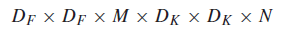 D_F × D_F × M × D_K × D_K × N